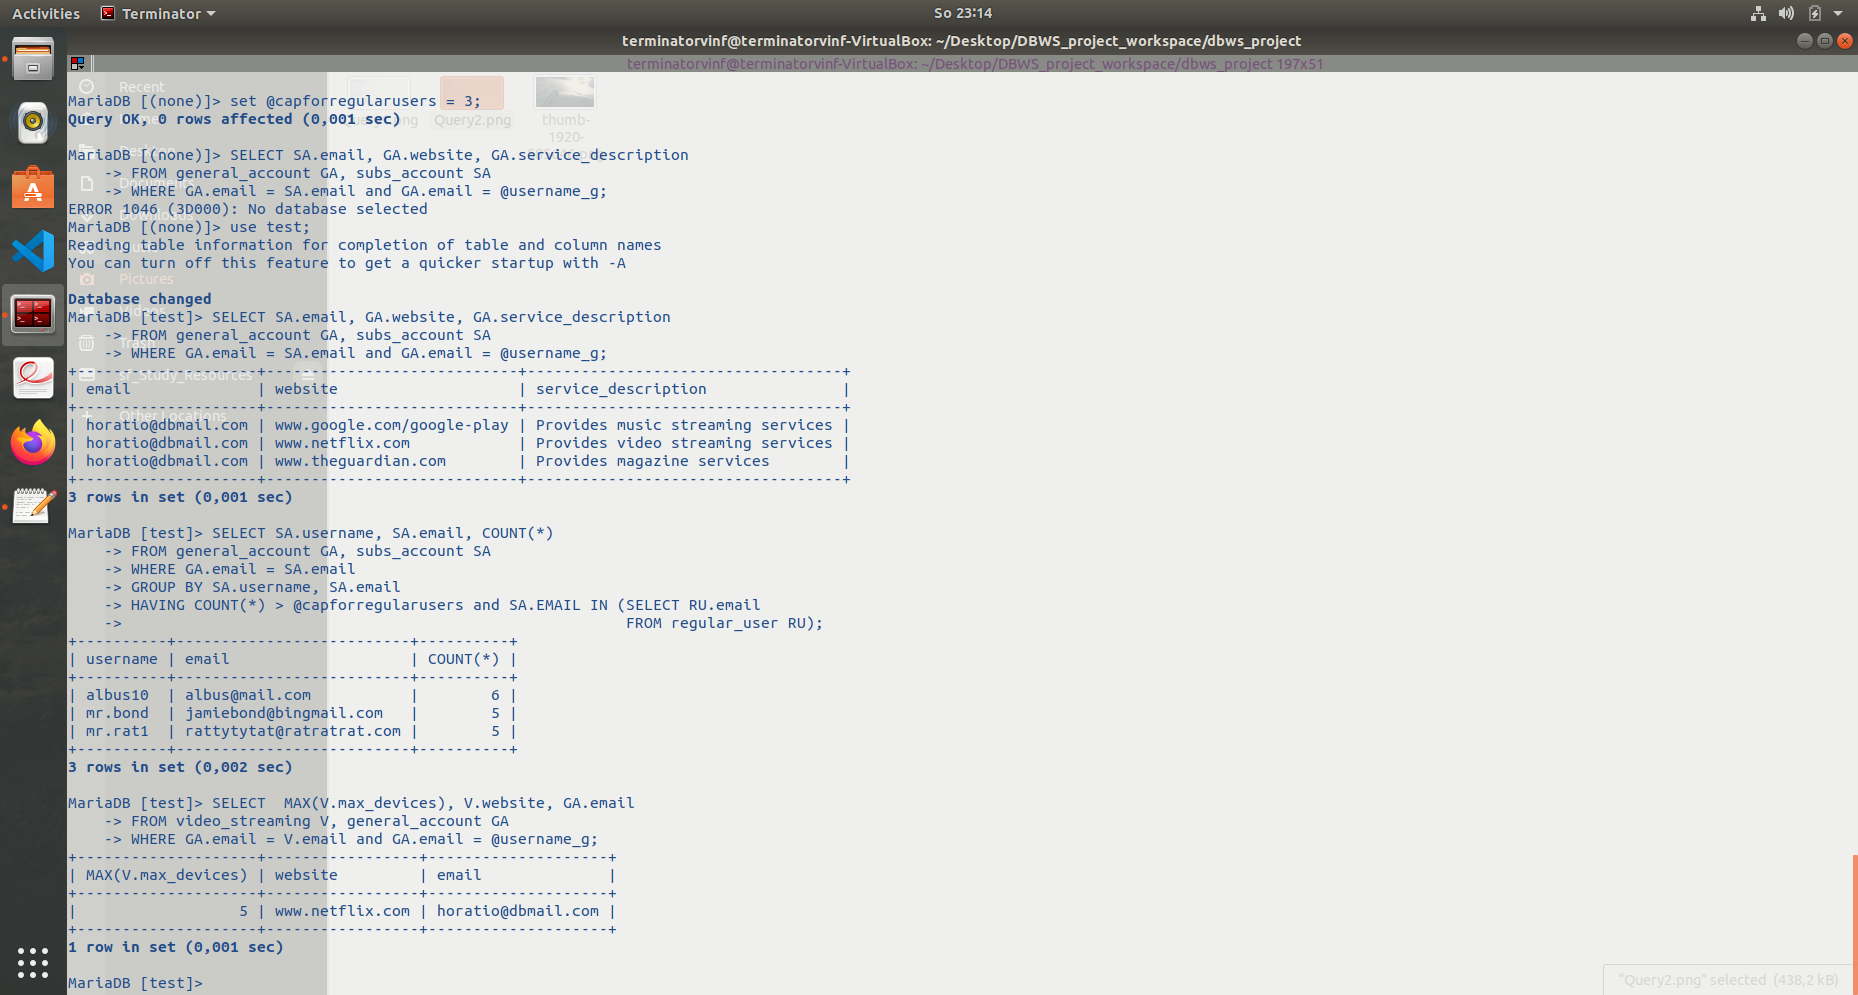 Activities Terminator So 23:14
terminatorvinf@terminatorvinf-VirtualBox: ~/Desktop/DBWS_project_workspace/dbws_project
terminatorvinf@terminatorvinf-VirtualBox: ~/Desktop/DBWS_project_workspace/dbws_project 197x51
Recent
MariaDB [(none)]> set @capforregularusers = 3;
Query OK, 0 rows affected (0,001 sec)
Query2.png
thumb-
1920-
MariaDB [(none)]> SELECT SA.email, GA.website, GA.service_description
    -> FROM general_account GA, subs_account SA
    -> WHERE GA.email = SA.email and GA.email = @username_g;
Documents
ERROR 1046 (3D000): No database selected
Downloads
MariaDB [(none)]> use test;
Reading table information for completion of table and column names
You can turn off this feature to get a quicker startup with -A
Pictures
Database changed
MariaDB [test]> SELECT SA.email, GA.website, GA.service_description
    -> FROM general_account GA, subs_account SA
Trash
    -> WHERE GA.email = SA.email and GA.email = @username_g;
sf_Study_Resources
+--------------------+----------------------------+-----------------------------------+
| email              | website                    | service_description               |
+--------------------+----------------------------+-----------------------------------+
Other Locations
| horatio@dbmail.com | www.google.com/google-play | Provides music streaming services |
| horatio@dbmail.com | www.netflix.com            | Provides video streaming services |
| horatio@dbmail.com | www.theguardian.com        | Provides magazine services        |
+--------------------+----------------------------+-----------------------------------+
3 rows in set (0,001 sec)
MariaDB [test]> SELECT SA.username, SA.email, COUNT(*)
    -> FROM general_account GA, subs_account SA
    -> WHERE GA.email = SA.email
    -> GROUP BY SA.username, SA.email
    -> HAVING COUNT(*) > @capforregularusers and SA.EMAIL IN (SELECT RU.email
    ->                                                        FROM regular_user RU);
+----------+--------------------------+----------+
| username | email                    | COUNT(*) |
+----------+--------------------------+----------+
| albus10  | albus@mail.com           |        6 |
| mr.bond  | jamiebond@bingmail.com   |        5 |
| mr.rat1  | rattytytat@ratratrat.com |        5 |
+----------+--------------------------+----------+
3 rows in set (0,002 sec)
MariaDB [test]> SELECT  MAX(V.max_devices), V.website, GA.email
    -> FROM video_streaming V, general_account GA
    -> WHERE GA.email = V.email and GA.email = @username_g;
+--------------------+-----------------+--------------------+
| MAX(V.max_devices) | website         | email              |
+--------------------+-----------------+--------------------+
|                  5 | www.netflix.com | horatio@dbmail.com |
+--------------------+-----------------+--------------------+
1 row in set (0,001 sec)
MariaDB [test]>
"Query2.png" selected (438,2 kB)